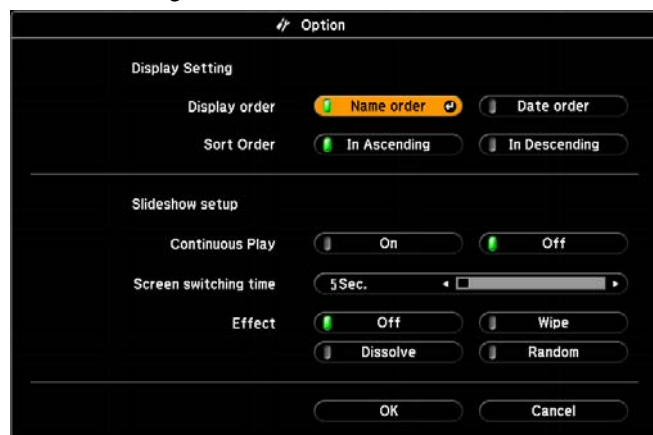 Option
Display Setting
Display order Name order Date order
Sort Order In Ascending In Descending
Slideshow setup
Continuous Play On Off
Screen switching time 5Sec.
Effect Off Wipe
Dissolve Random
OK Cancel